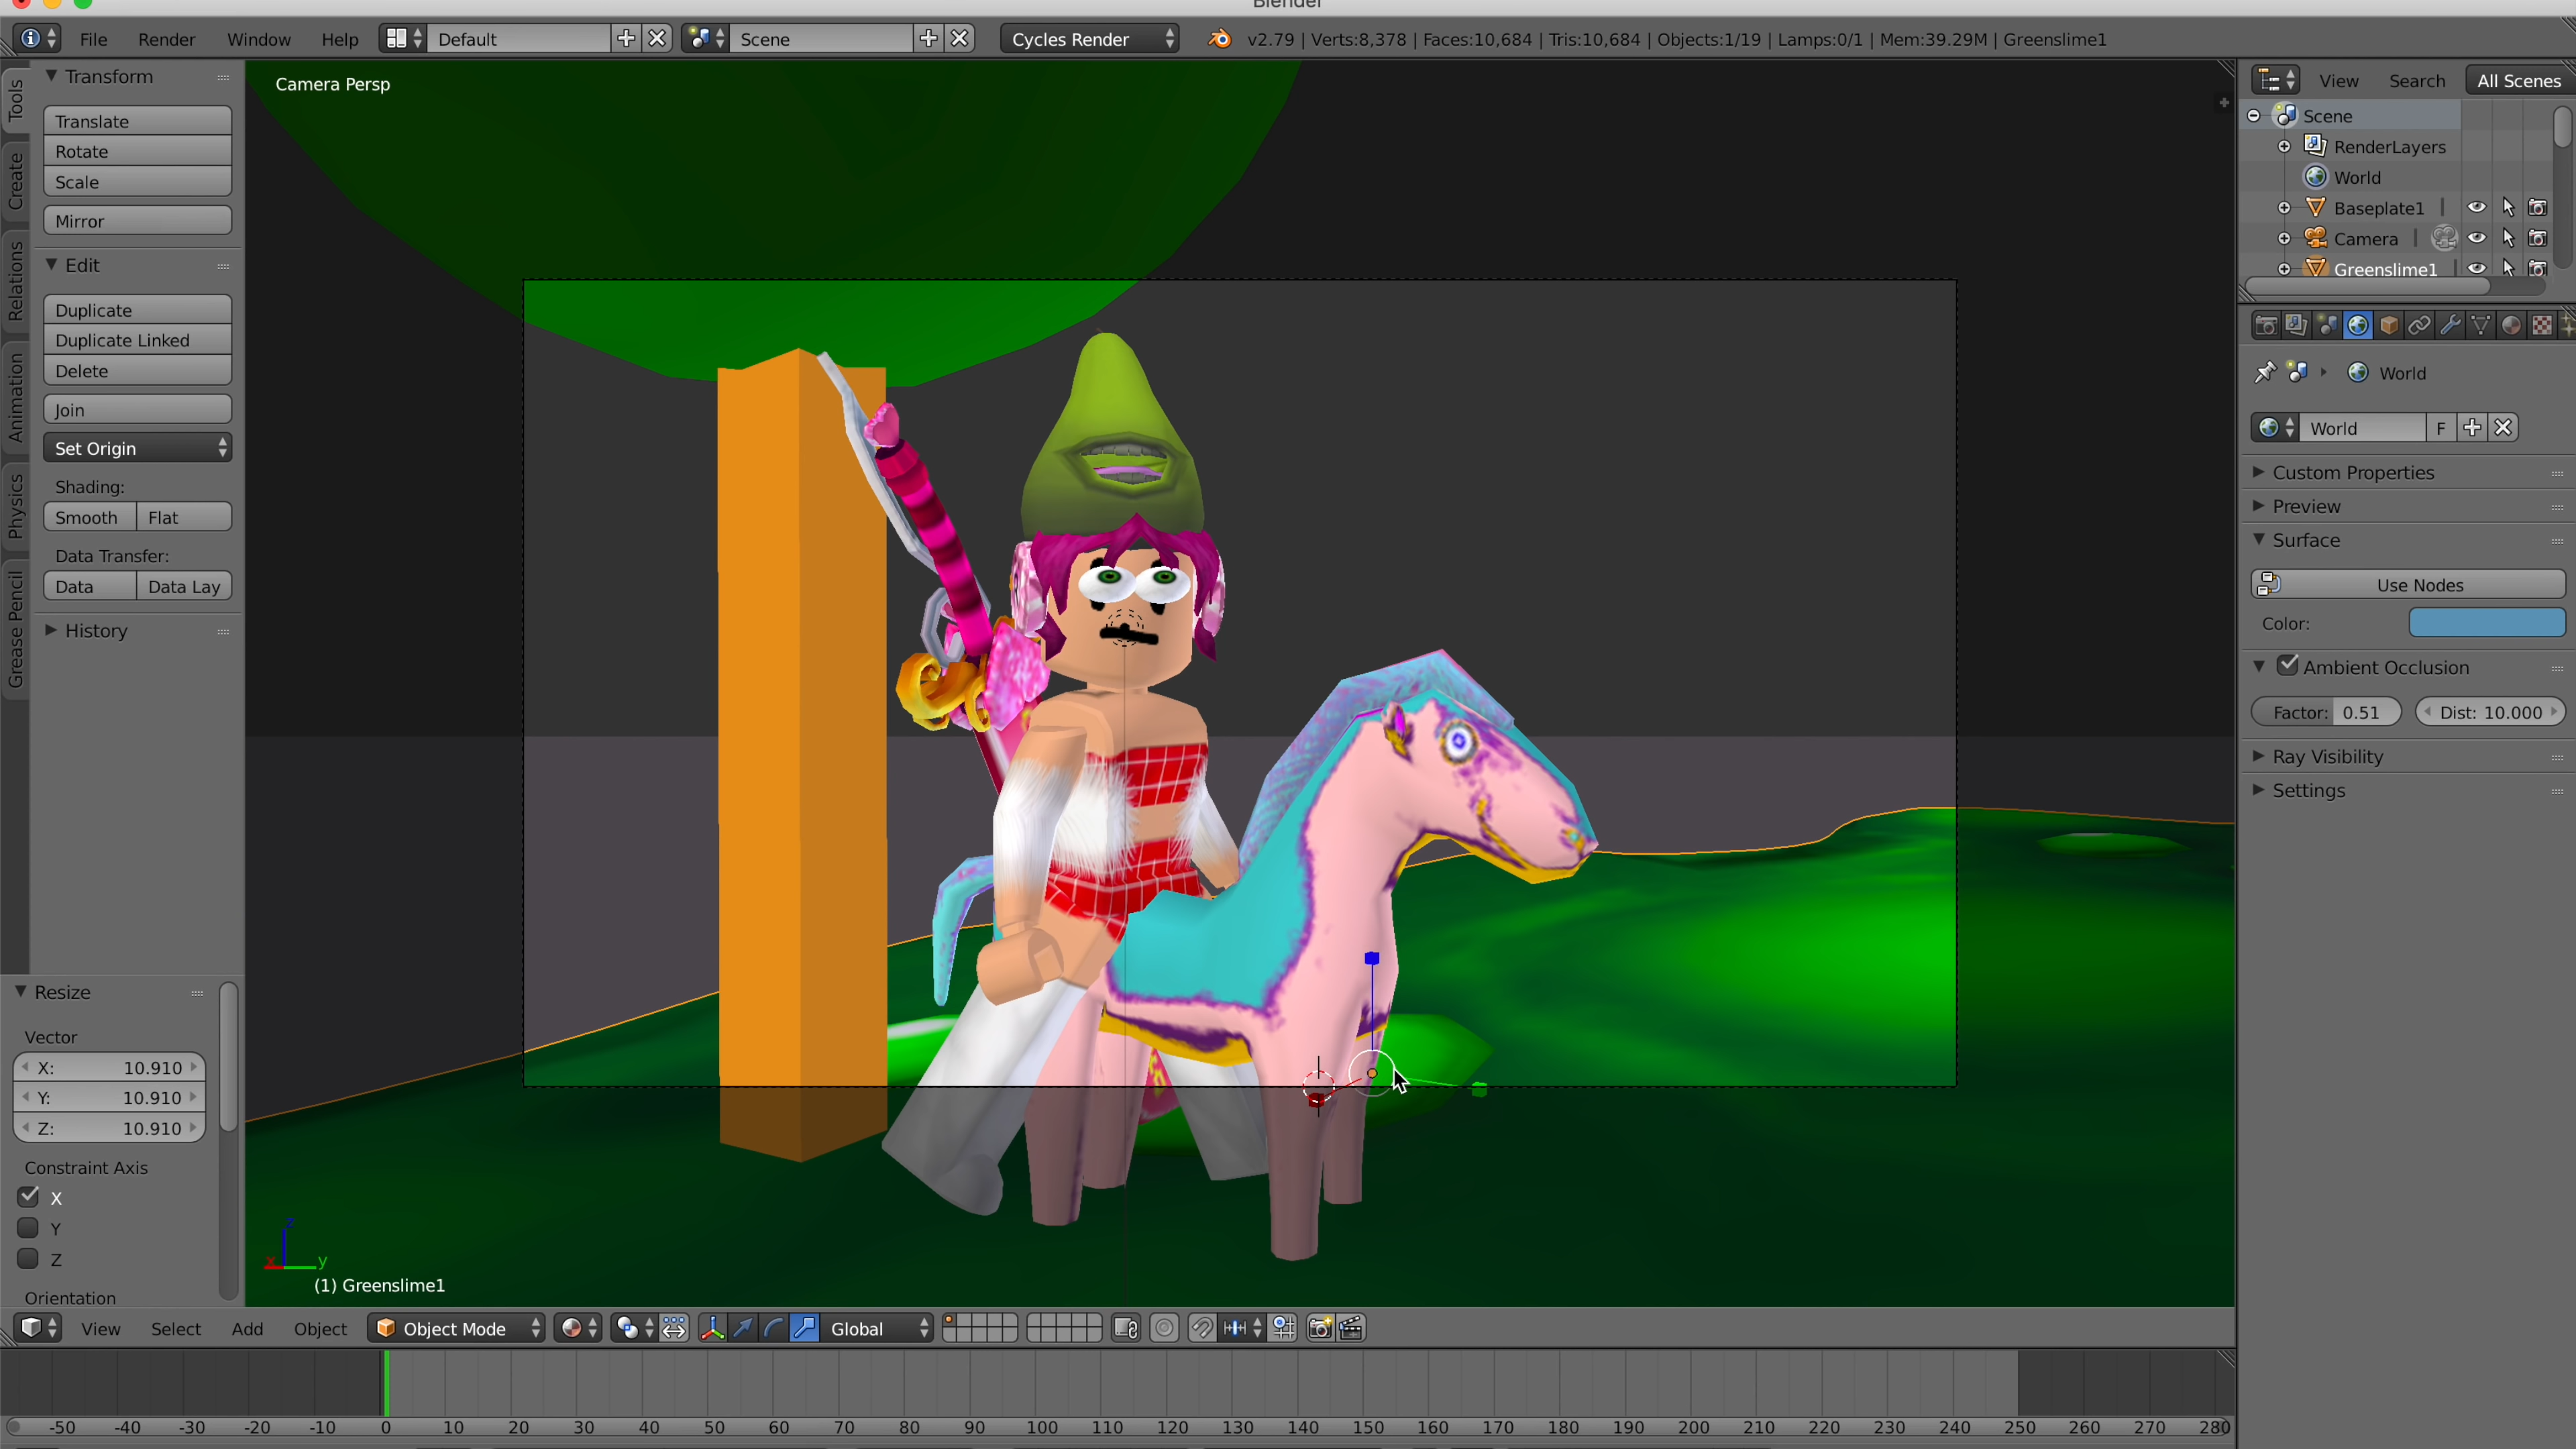 Blender
File Render Window Help Default Scene Cycles Render v2.79 | Verts:8,378 | Faces:10,684 | Tris:10,684 | Objects:1/19 | Lamps:0/1 | Mem:39.29M | Greenslime1
Tools
Create
Relations
Animation
Physics
Grease Pencil
Transform
Translate
Rotate
Scale
Mirror
Edit
Duplicate
Duplicate Linked
Delete
Join
Set Origin
Shading:
Smooth Flat
Data Transfer:
Data Data Lay
History
Resize
Vector
X: 10.910
Y: 10.910
Z: 10.910
Constraint Axis
X
Y
Z
Orientation
Camera Persp
z
x y
(1) Greenslime1
View Search All Scenes
Scene
RenderLayers
World
Baseplate1
Camera
Greenslime1
World
World F
Custom Properties
Preview
Surface
Use Nodes
Color:
Ambient Occlusion
Factor: 0.51 Dist: 10.000
Ray Visibility
Settings
View Select Add Object Object Mode Global
-50 -40 -30 -20 -10 0 10 20 30 40 50 60 70 80 90 100 110 120 130 140 150 160 170 180 190 200 210 220 230 240 250 260 270 280